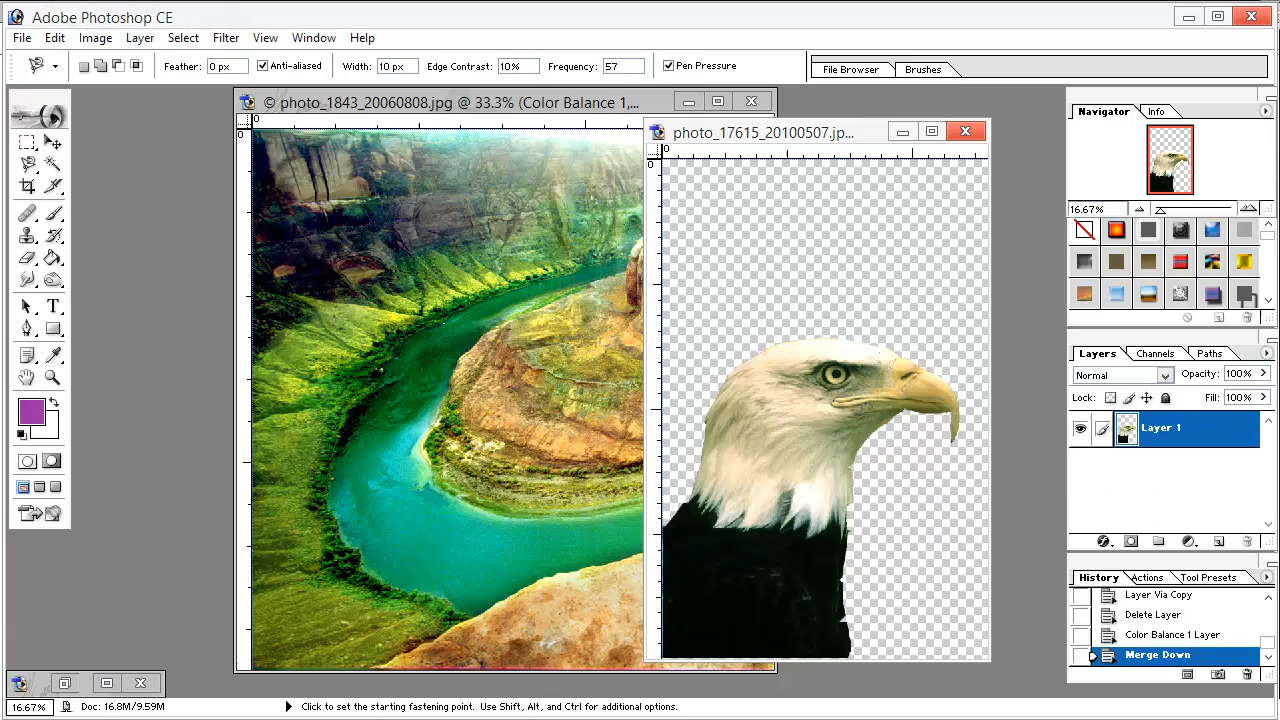 Adobe Photoshop CE
File Edit Image Layer Select Filter View Window Help
Feather: 0 px Anti-aliased Width: 10 px Edge Contrast: 10% Frequency: 57 Pen Pressure
File Browser Brushes
© photo_1843_20060808.jpg @ 33.3% (Color Balance 1,...
0
0
photo_17615_20100507.jp...
0
0
Navigator Info
16.67%
Layers Channels Paths
Normal Opacity: 100%
Lock: Fill: 100%
Layer 1
History Actions Tool Presets
Layer Via Copy
Delete Layer
Color Balance 1 Layer
Merge Down
16.67% Doc: 16.8M/9.59M Click to set the starting fastening point. Use Shift, Alt, and Ctrl for additional options.